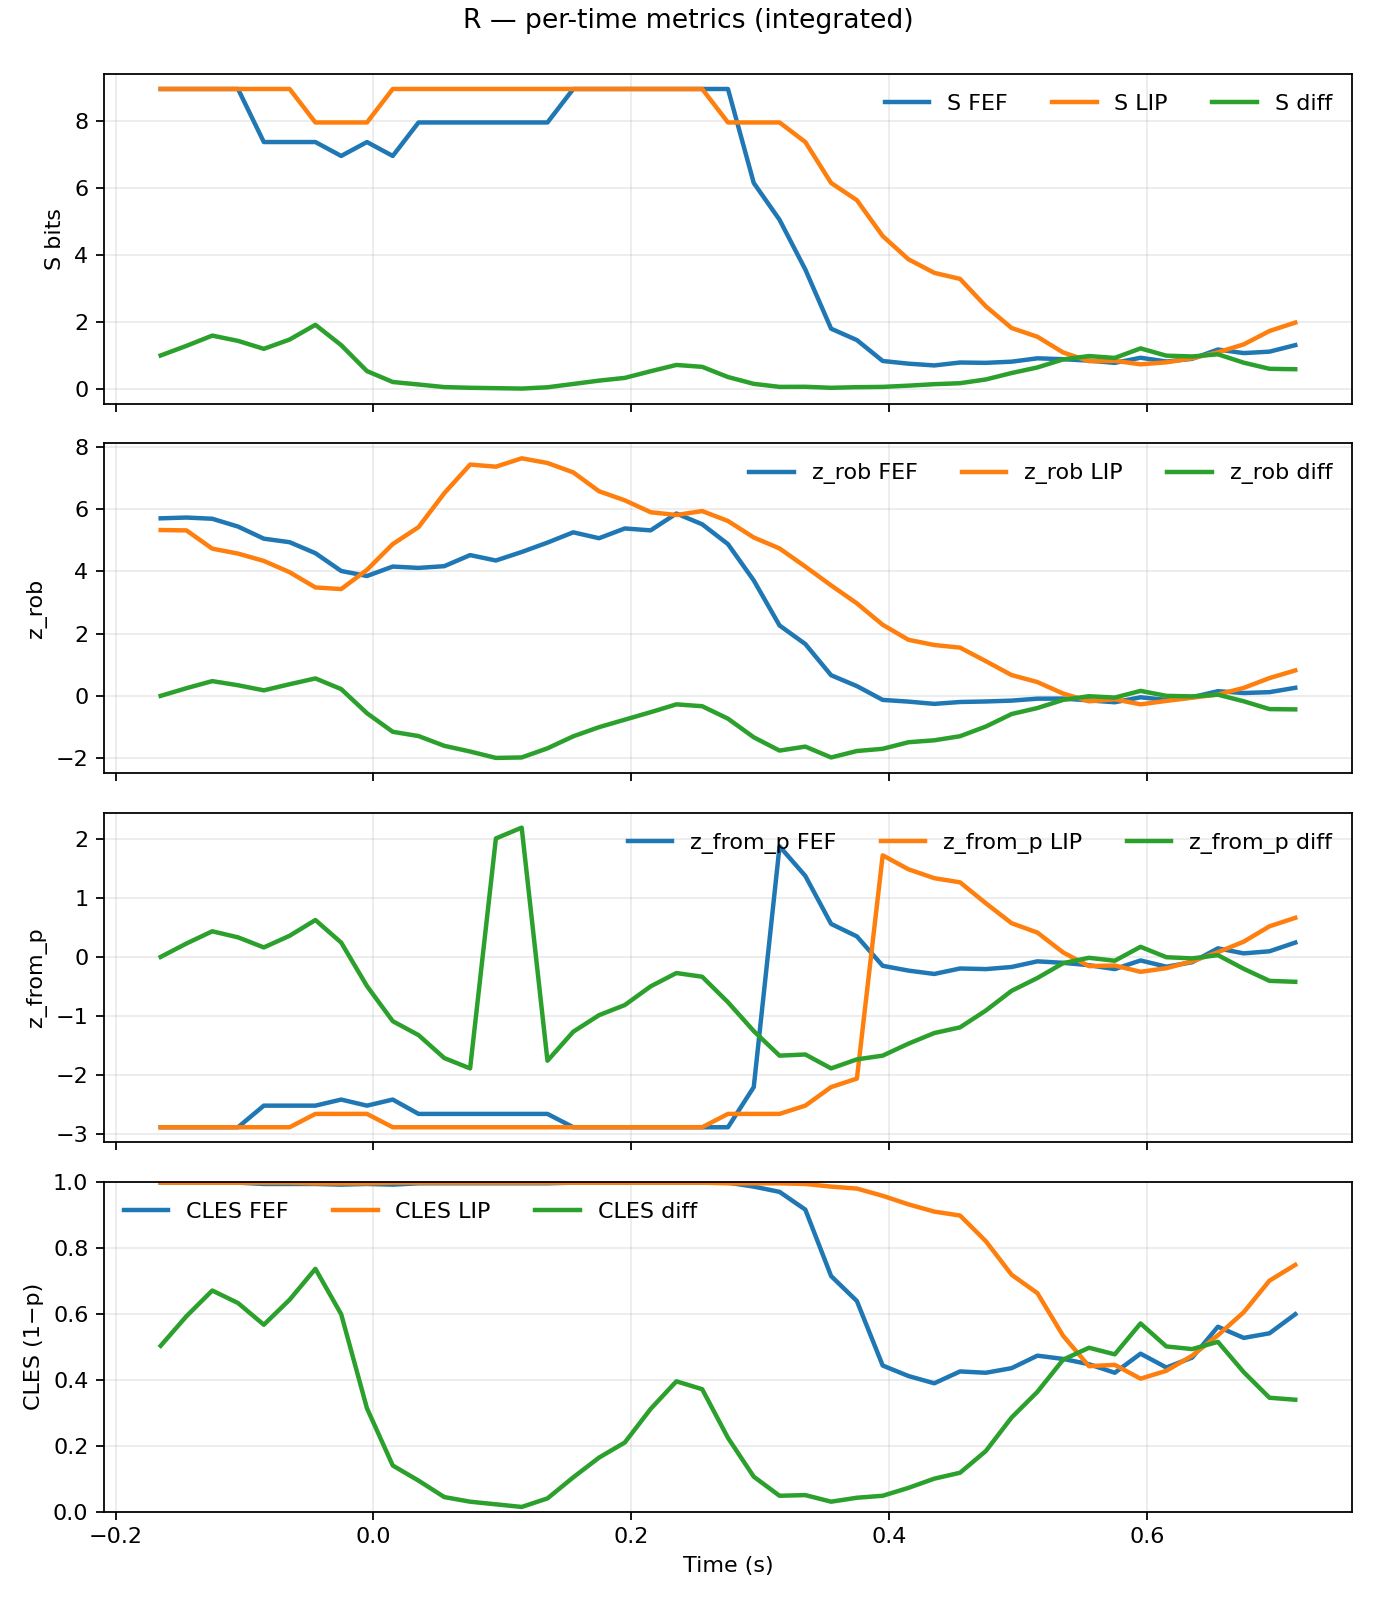 R — per-time metrics (integrated)
S bits
8
6
4
2
0
S FEF
S LIP
S diff
z_rob
8
6
4
2
0
−2
z_rob FEF
z_rob LIP
z_rob diff
z_from_p
2
1
0
−1
−2
−3
z_from_p FEF
z_from_p LIP
z_from_p diff
CLES (1−p)
1.0
0.8
0.6
0.4
0.2
0.0
CLES FEF
CLES LIP
CLES diff
−0.2
0.0
0.2
0.4
0.6
Time (s)